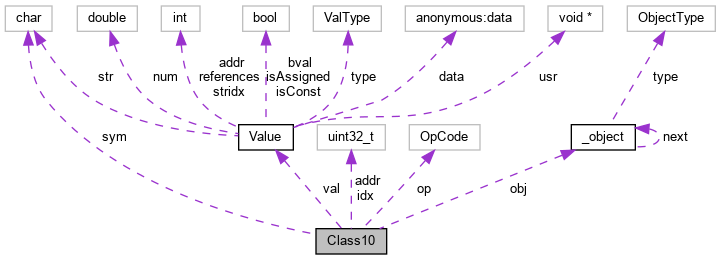 char
double
int
bool
ValType
anonymous:data
void *
ObjectType
str
num
addr
references
stridx
bval
isAssigned
isConst
type
data
usr
type
sym
Value
uint32_t
OpCode
_object
next
val
addr
idx
op
obj
Class10